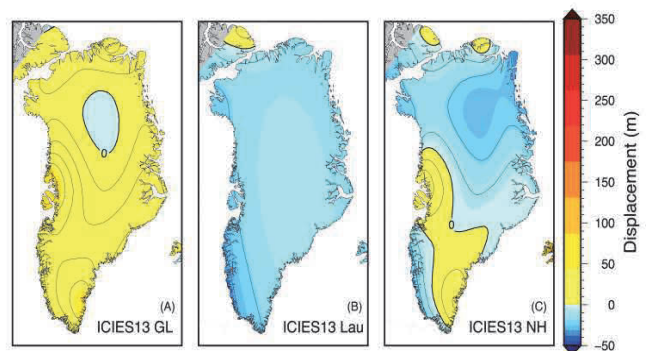 (A)
ICIES13 GL
0
(B)
ICIES13 Lau
(C)
ICIES13 NH
0
350
300
250
200
150
100
50
0
−50
Displacement (m)